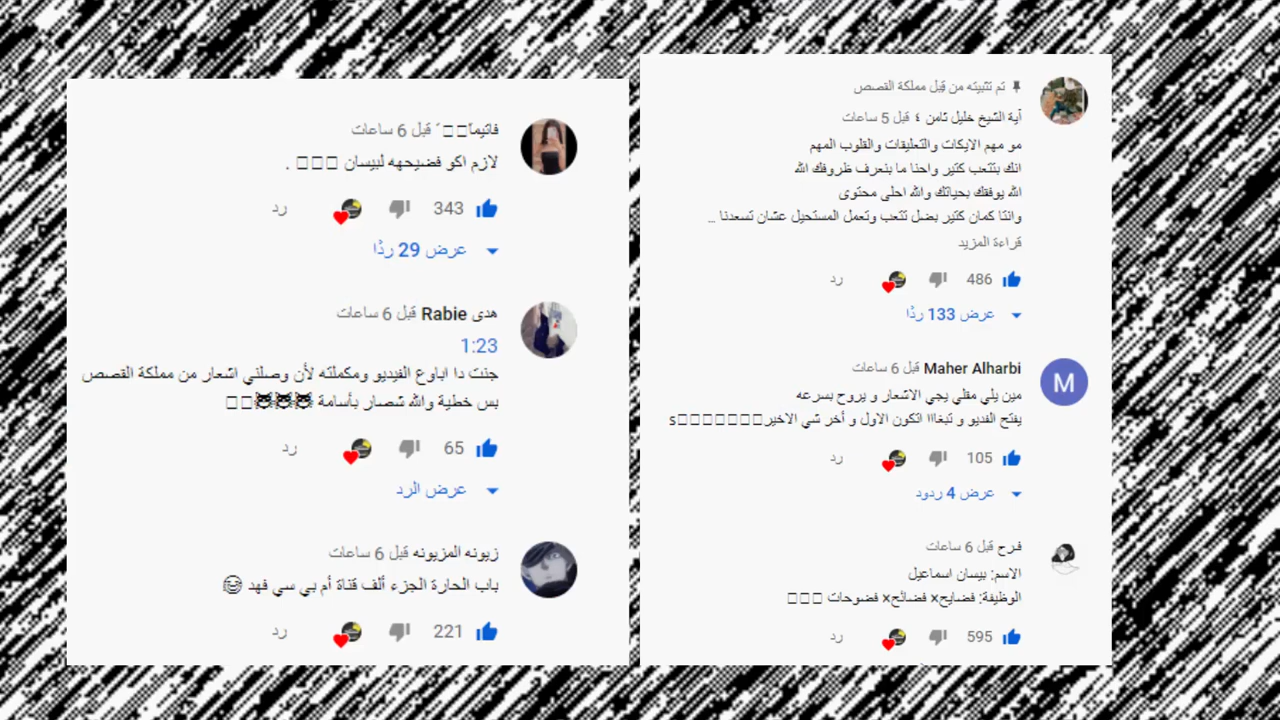 تم تثبيته من قِبل مملكة القصص
آية الشيخ خليل ثامن ٤ قبل 5 ساعات
مو مهم الايكات والتعليقات والقلوب المهم
انك بتتعب كتير واحنا ما بنعرف ظروفك الله
الله يوفقك بحياتك والله احلى محتوى
وانتا كمان كتير بضل تتعب وتعمل المستحيل عشان تسعدنا ...
قراءة المزيد
486
رد
عرض 133 ردًا
M
Maher Alharbi قبل 6 ساعات
مين يلي مقلي يجي الاشعار و يروح بسرعه
يفتح الفديو و تبغااا اتكون الاول و أخر شي الاخيرs
105
رد
عرض 4 ردود
فرح قبل 6 ساعات
الاسم: بيسان اسماعيل
الوظيفة: فضايح× فضائح× فضوحات
595
رد
فاثيمآ قبل 6 ساعات
لازم اكو فضيحهه لبيسان .
343
رد
عرض 29 ردًا
هدى Rabie قبل 6 ساعات
1:23
جنت دا اباوع الفيديو ومكملته لأن وصلني اشعار من مملكة القصص
بس خطية والله شصار بأسامة 😈😈😈
65
رد
عرض الرد
زيونه المزيونه قبل 6 ساعات
باب الحارة الجزء ألف قناة أم بي سي فهد 😂
221
رد